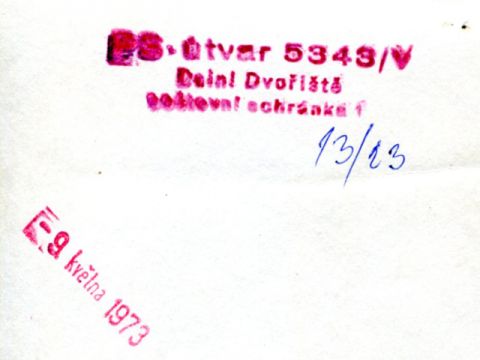 PS-útvar 5343/V
Dolní Dvořiště
poštovní schránka 1
13/23
-9 května 1973